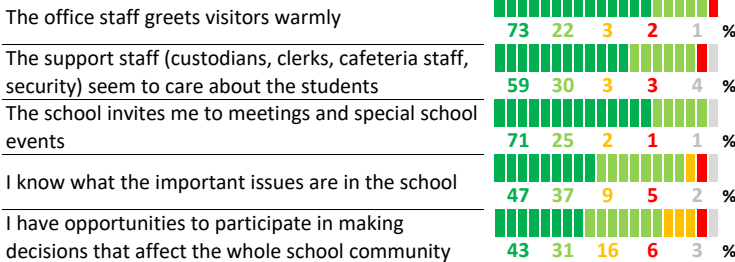 The office staff greets visitors warmly
73 22 3 2 1 %
The support staff (custodians, clerks, cafeteria staff,
security) seem to care about the students
59 30 3 3 4 %
The school invites me to meetings and special school
events
71 25 2 1 1 %
I know what the important issues are in the school
47 37 9 5 2 %
I have opportunities to participate in making
decisions that affect the whole school community
43 31 16 6 3 %